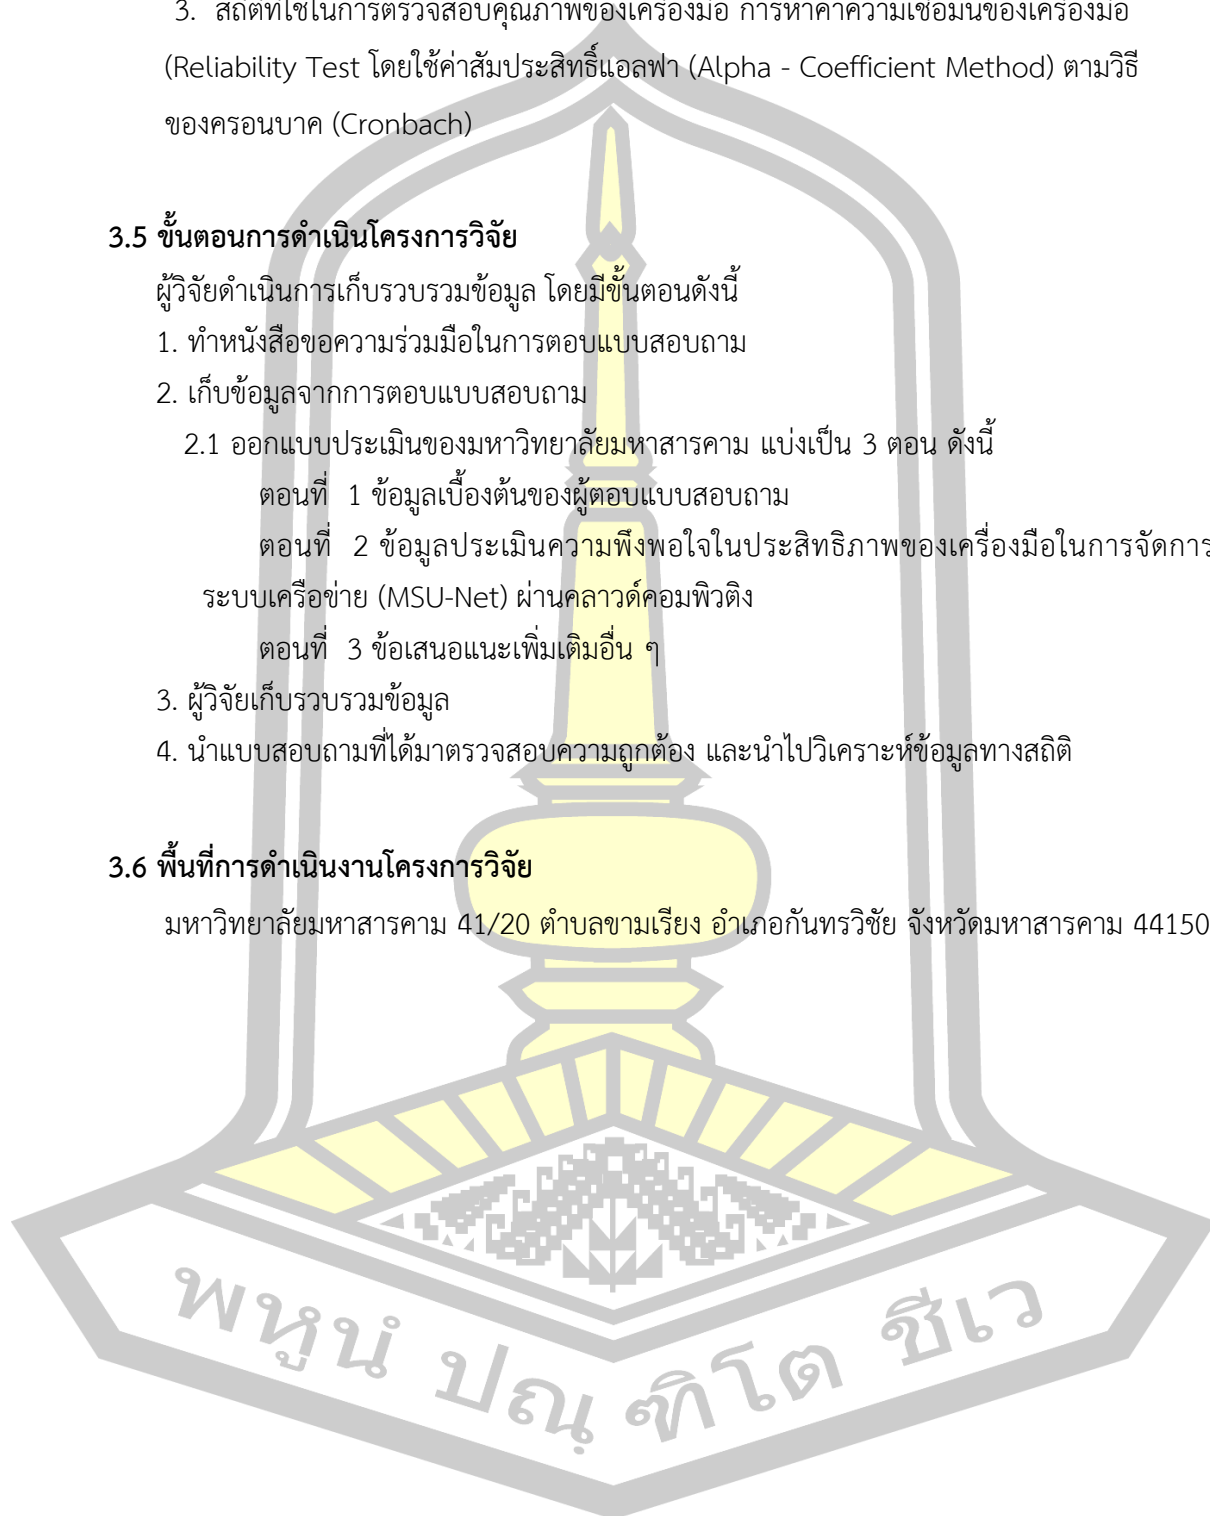 3. สถิติที่ใช้ในการตรวจสอบคุณภาพของเครื่องมือ การหาค่าความเชื่อมั่นของเครื่องมือ
(Reliability Test โดยใช้ค่าสัมประสิทธิ์แอลฟา (Alpha - Coefficient Method) ตามวิธี
ของครอนบาค (Cronbach)
3.5 ขั้นตอนการดำเนินโครงการวิจัย
ผู้วิจัยดำเนินการเก็บรวบรวมข้อมูล โดยมีขั้นตอนดังนี้
1. ทำหนังสือขอความร่วมมือในการตอบแบบสอบถาม
2. เก็บข้อมูลจากการตอบแบบสอบถาม
2.1 ออกแบบประเมินของมหาวิทยาลัยมหาสารคาม แบ่งเป็น 3 ตอน ดังนี้
ตอนที่ 1 ข้อมูลเบื้องต้นของผู้ตอบแบบสอบถาม
ตอนที่ 2 ข้อมูลประเมินความพึงพอใจในประสิทธิภาพของเครื่องมือในการจัดการ
ระบบเครือข่าย (MSU-Net) ผ่านคลาวด์คอมพิวติง
ตอนที่ 3 ข้อเสนอแนะเพิ่มเติมอื่น ๆ
3. ผู้วิจัยเก็บรวบรวมข้อมูล
4. นำแบบสอบถามที่ได้มาตรวจสอบความถูกต้อง และนำไปวิเคราะห์ข้อมูลทางสถิติ
3.6 พื้นที่การดำเนินงานโครงการวิจัย
มหาวิทยาลัยมหาสารคาม 41/20 ตำบลขามเรียง อำเภอกันทรวิชัย จังหวัดมหาสารคาม 44150
พหูนํ ปณฺฑิโต ชีเว